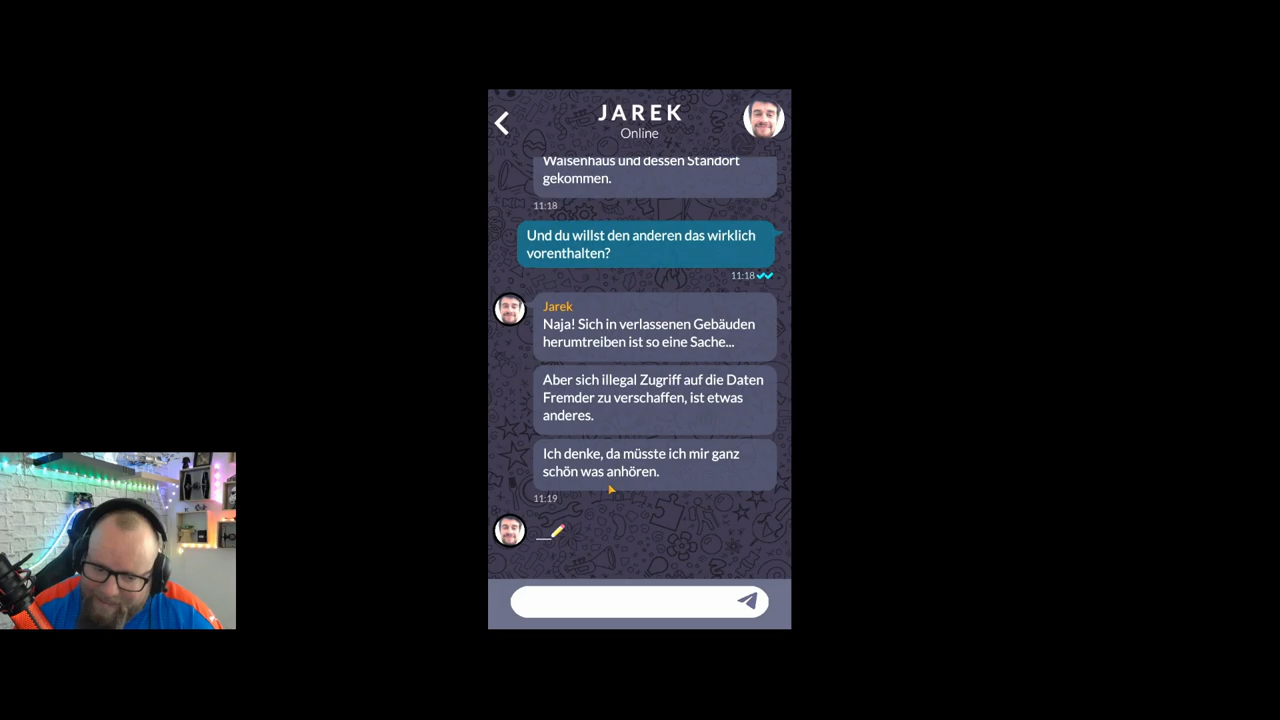 JAREK
Online
Waisenhaus und dessen Standort
gekommen.
11:18
Und du willst den anderen das wirklich
vorenthalten?
11:18
Jarek
Naja! Sich in verlassenen Gebäuden
herumtreiben ist so eine Sache...
Aber sich illegal Zugriff auf die Daten
Fremder zu verschaffen, ist etwas
anderes.
Ich denke, da müsste ich mir ganz
schön was anhören.
11:19